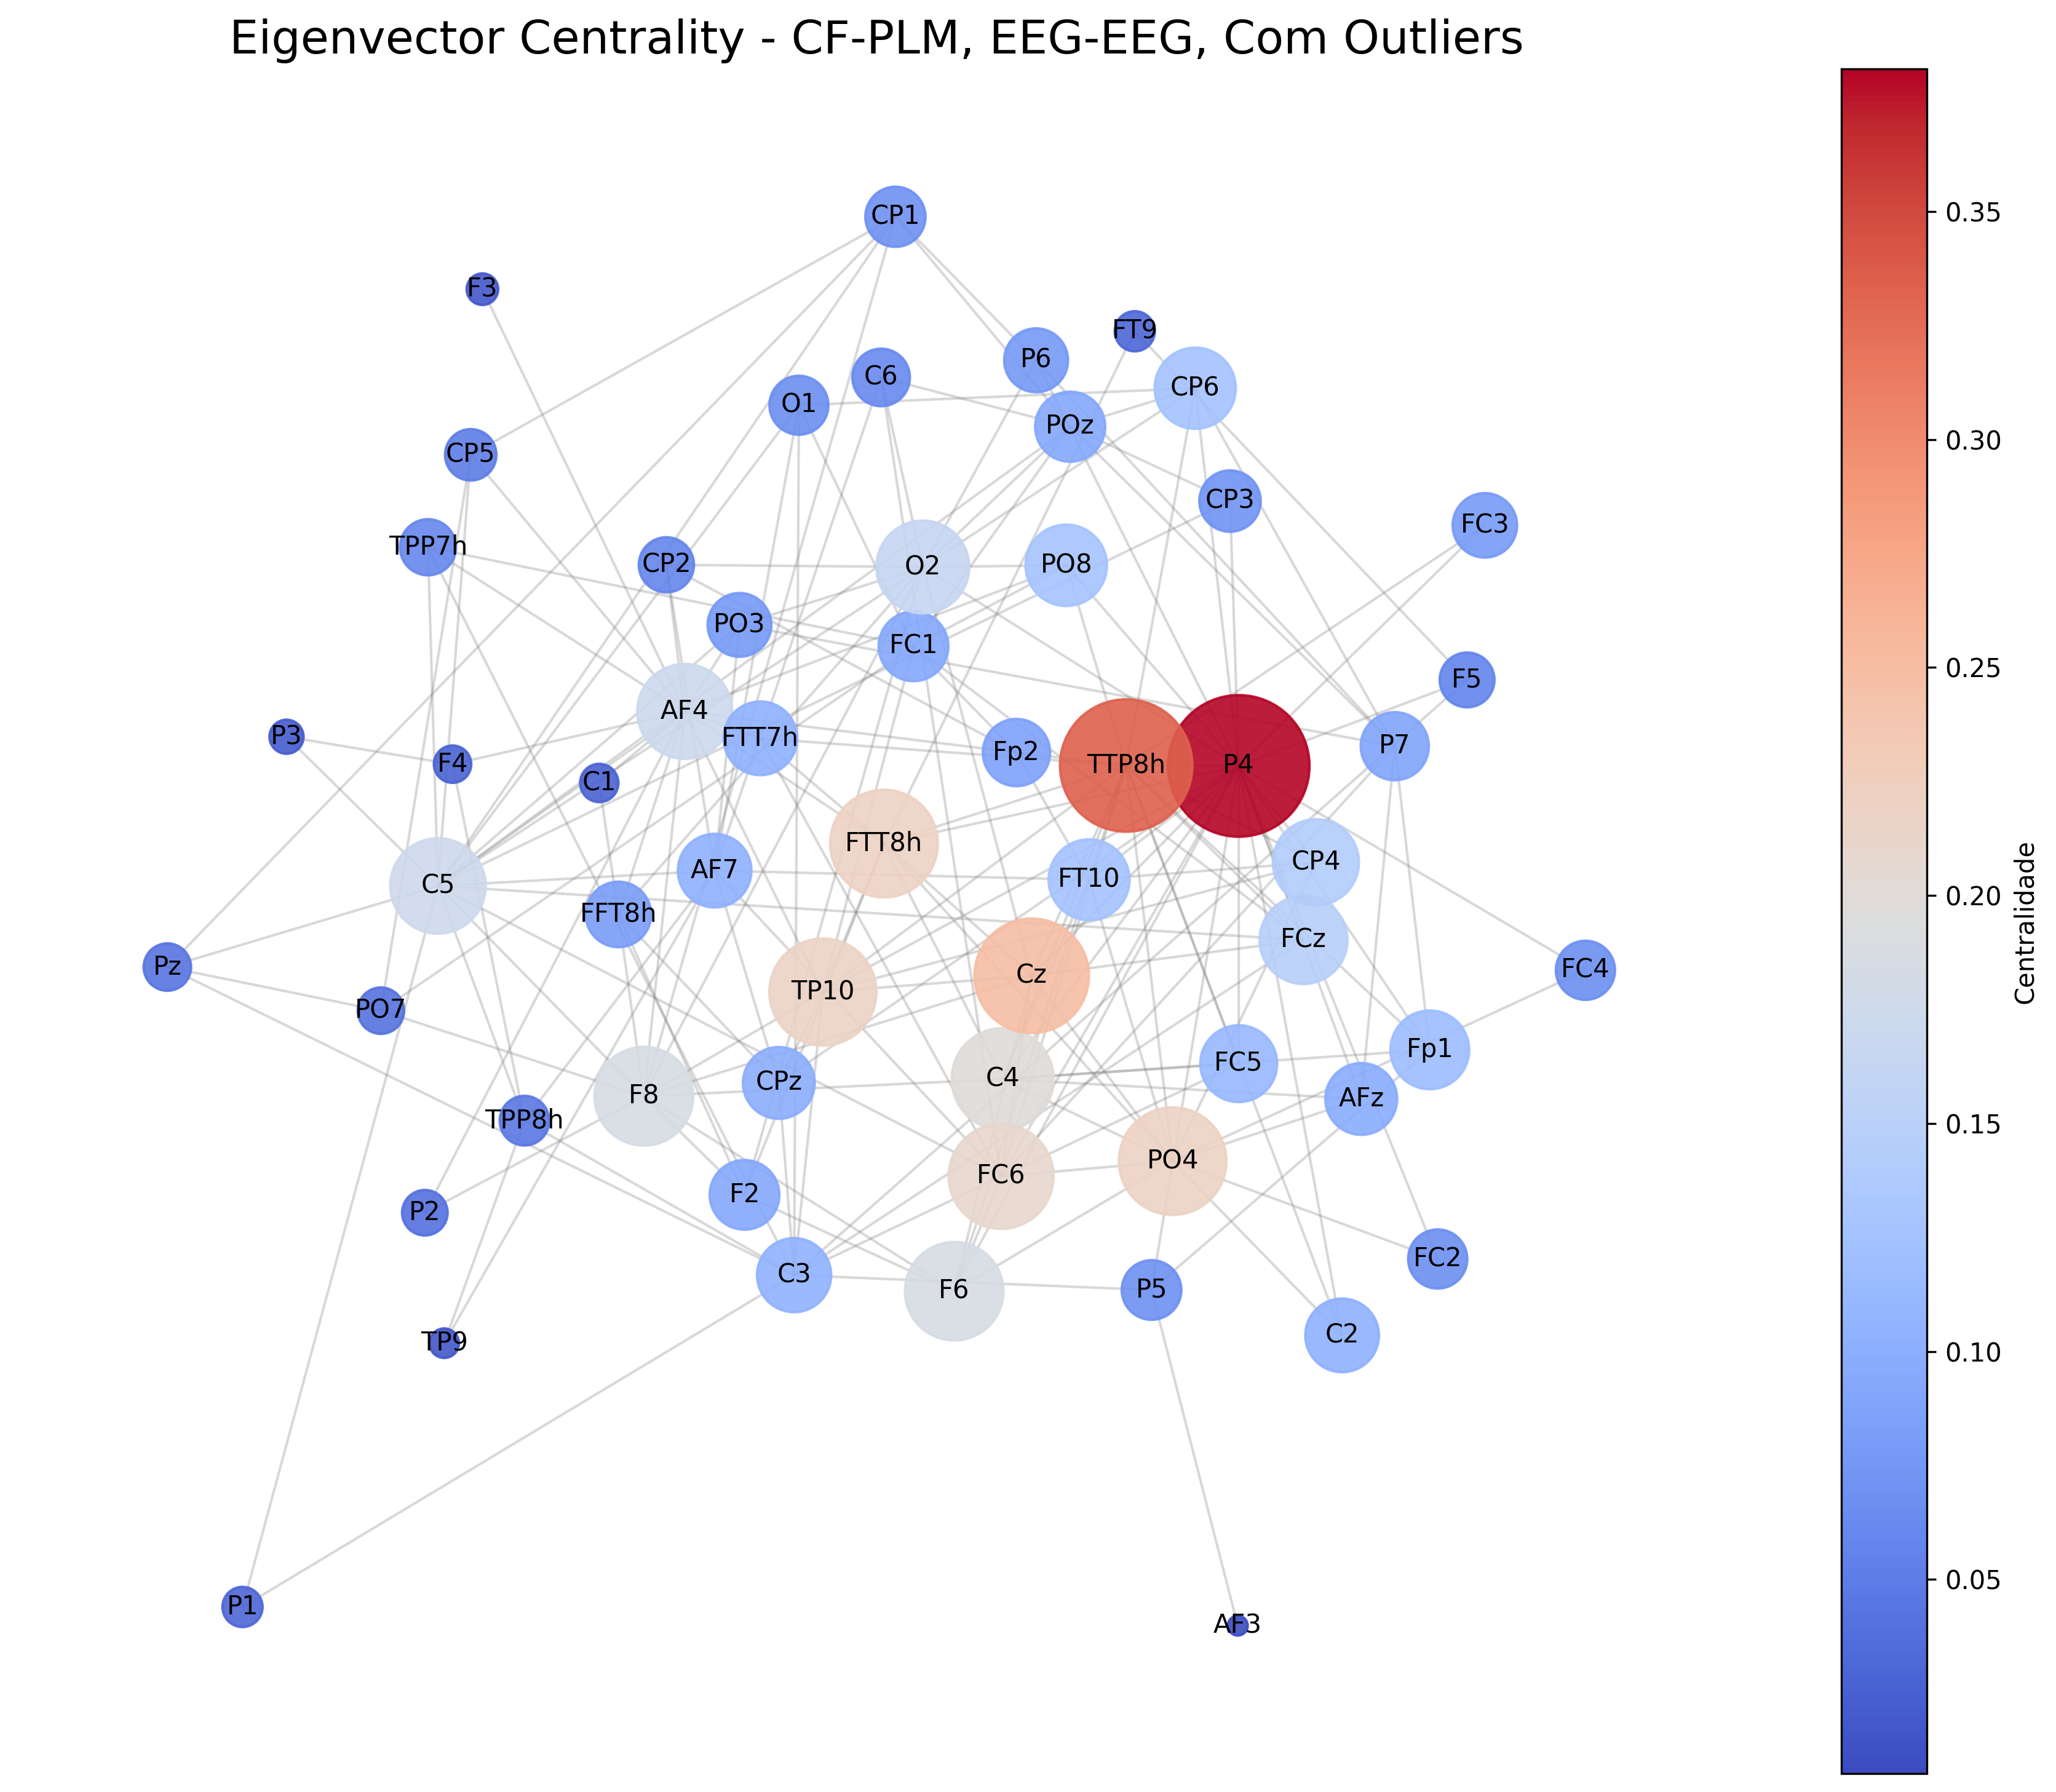 Eigenvector Centrality - CF-PLM, EEG-EEG, Com Outliers
CP1
F3
FT9
P6
C6
CP6
O1
POz
CP5
CP3
FC3
TPP7h
CP2
O2
PO8
PO3
FC1
F5
AF4
P3
FTT7h
Fp2
TTP8h
P4
P7
F4
C1
FTT8h
CP4
AF7
FT10
C5
FFT8h
FCz
Pz
Cz
FC4
TP10
PO7
Fp1
FC5
C4
CPz
F8
AFz
TPP8h
PO4
FC6
F2
P2
FC2
C3
F6
P5
C2
TP9
P1
AF3
0.35
0.30
0.25
0.20
0.15
0.10
0.05
Centralidade